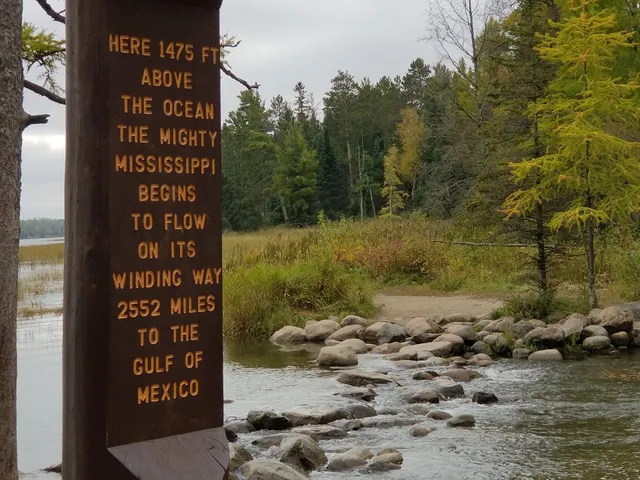 HERE 1475 FT
ABOVE
THE OCEAN
THE MIGHTY
MISSISSIPPI
BEGINS
TO FLOW
ON ITS
WINDING WAY
2552 MILES
TO THE
GULF OF
MEXICO